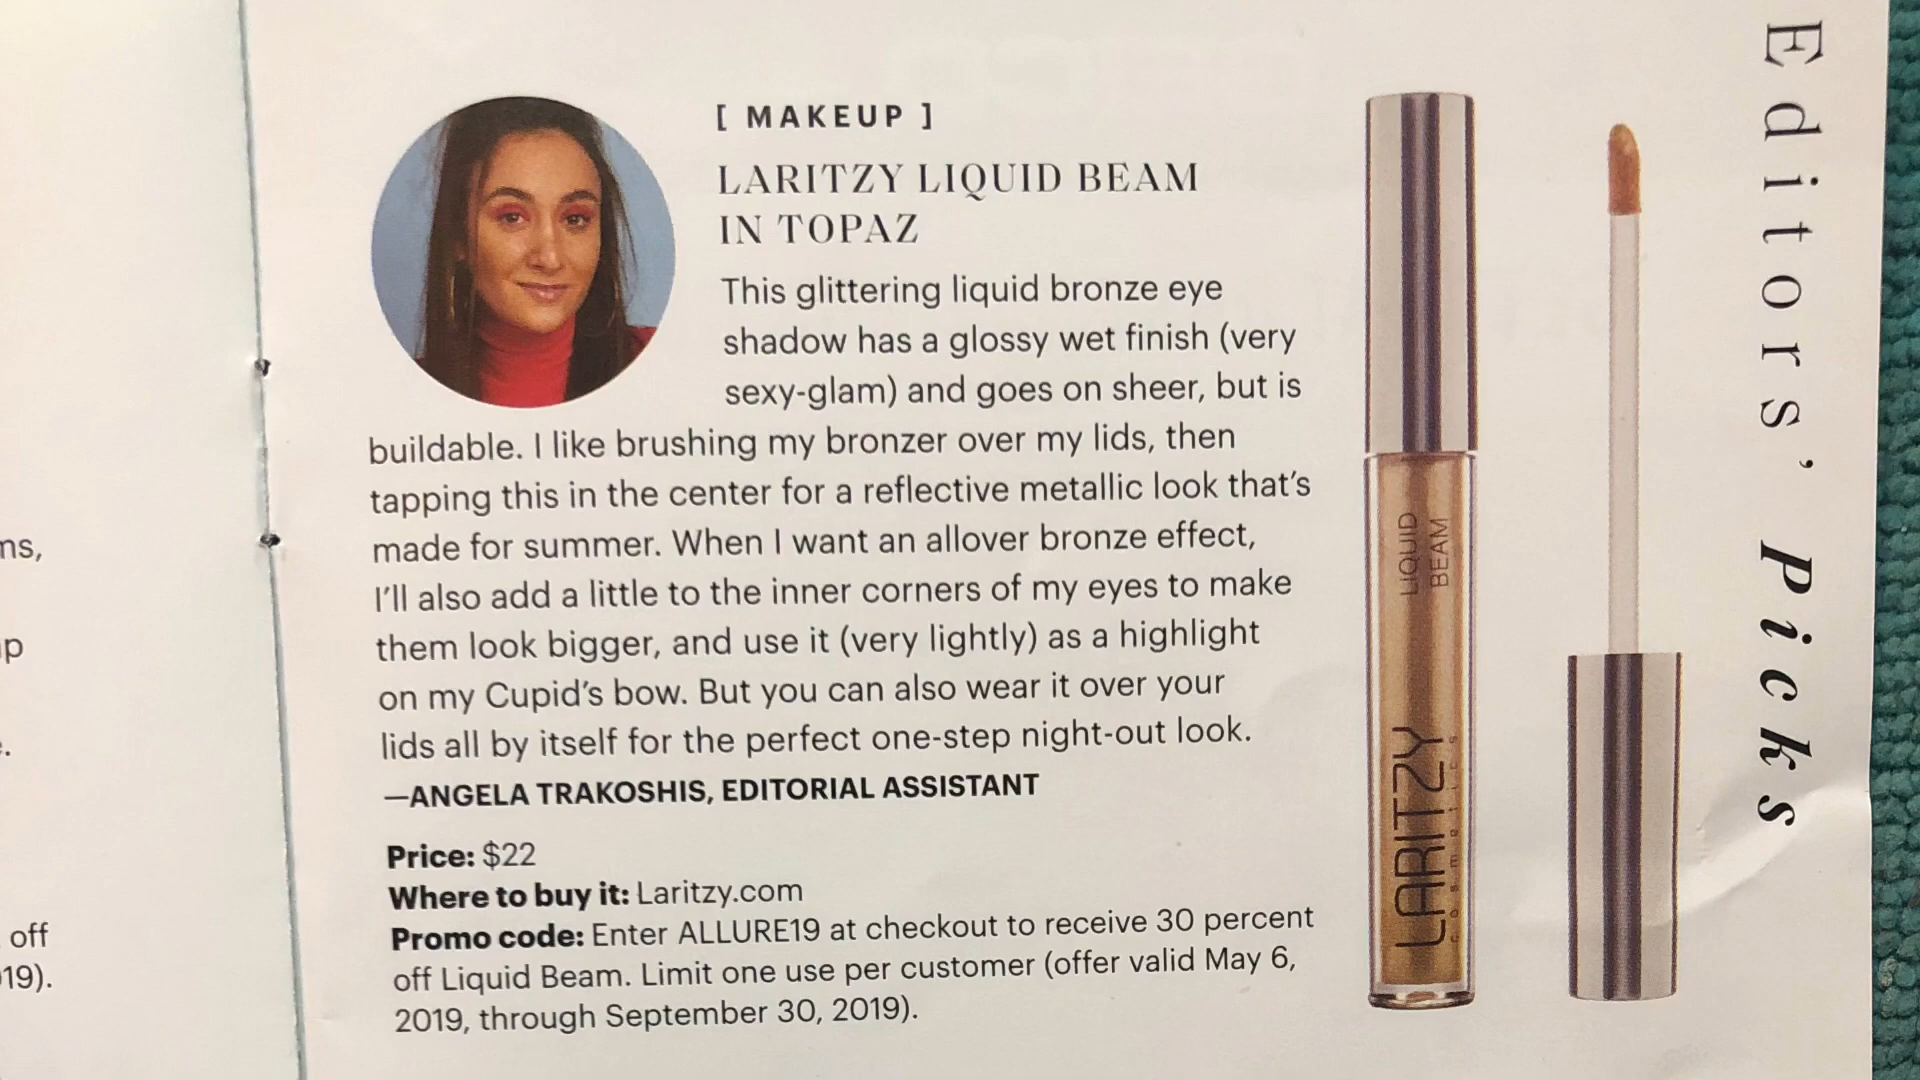 [ MAKEUP ]
LARITZY LIQUID BEAM
IN TOPAZ
This glittering liquid bronze eye
shadow has a glossy wet finish (very
sexy-glam) and goes on sheer, but is
buildable. I like brushing my bronzer over my lids, then
tapping this in the center for a reflective metallic look that's
made for summer. When I want an allover bronze effect,
I'll also add a little to the inner corners of my eyes to make
them look bigger, and use it (very lightly) as a highlight
on my Cupid's bow. But you can also wear it over your
lids all by itself for the perfect one-step night-out look.
—ANGELA TRAKOSHIS, EDITORIAL ASSISTANT
Price: $22
Where to buy it: Laritzy.com
Promo code: Enter ALLURE19 at checkout to receive 30 percent
off Liquid Beam. Limit one use per customer (offer valid May 6,
2019, through September 30, 2019).
LIQUID
BEAM
LARITZY
cosmetics
Editors' Picks
off
19).